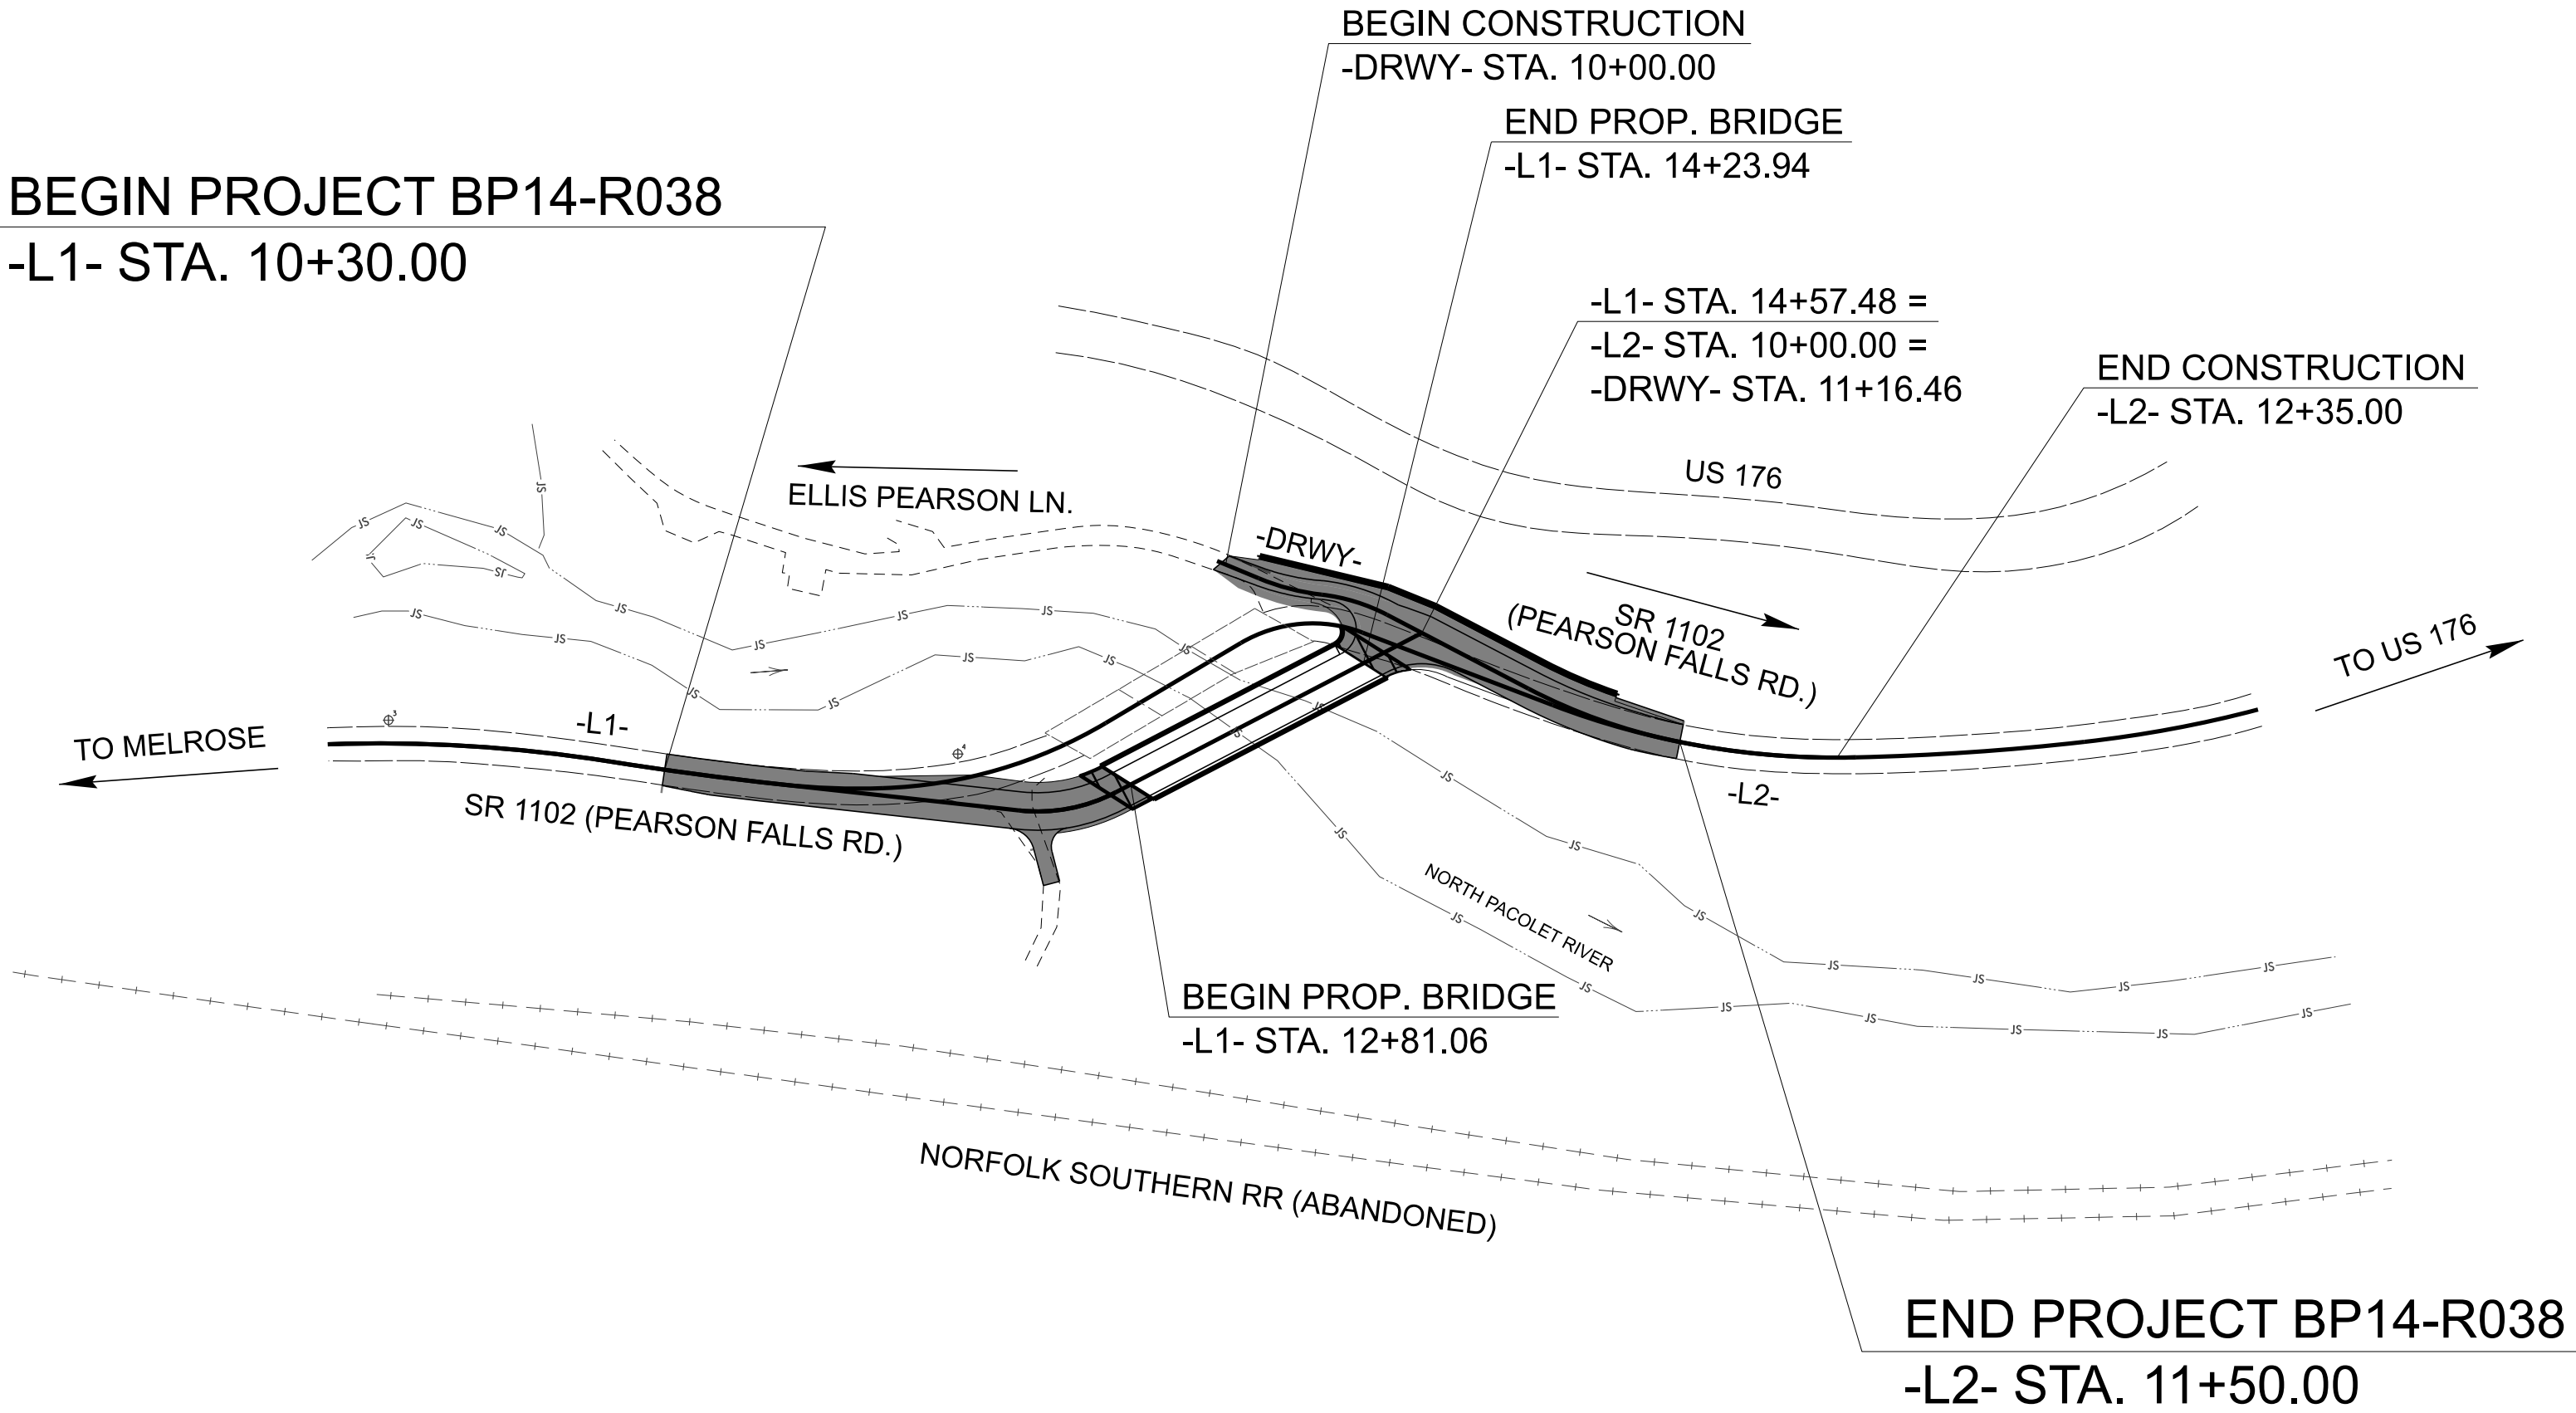 BEGIN CONSTRUCTION
-DRWY- STA. 10+00.00
END PROP. BRIDGE
-L1- STA. 14+23.94
BEGIN PROJECT BP14-R038
-L1- STA. 10+30.00
-L1- STA. 14+57.48 =
-L2- STA. 10+00.00 =
-DRWY- STA. 11+16.46
END CONSTRUCTION
-L2- STA. 12+35.00
US 176
ELLIS PEARSON LN.
-DRWY-
SR 1102
(PEARSON FALLS RD.)
TO US 176
-L1-
TO MELROSE
SR 1102 (PEARSON FALLS RD.)
-L2-
NORTH PACOLET RIVER
BEGIN PROP. BRIDGE
-L1- STA. 12+81.06
NORFOLK SOUTHERN RR (ABANDONED)
END PROJECT BP14-R038
-L2- STA. 11+50.00